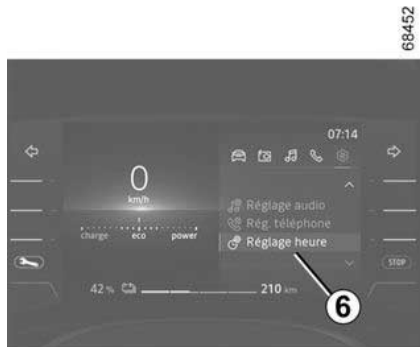 68452
07:14
0
km/h
charge eco power
Réglage audio
Rég. téléphone
Réglage heure
STOP
42 % 210 km
6